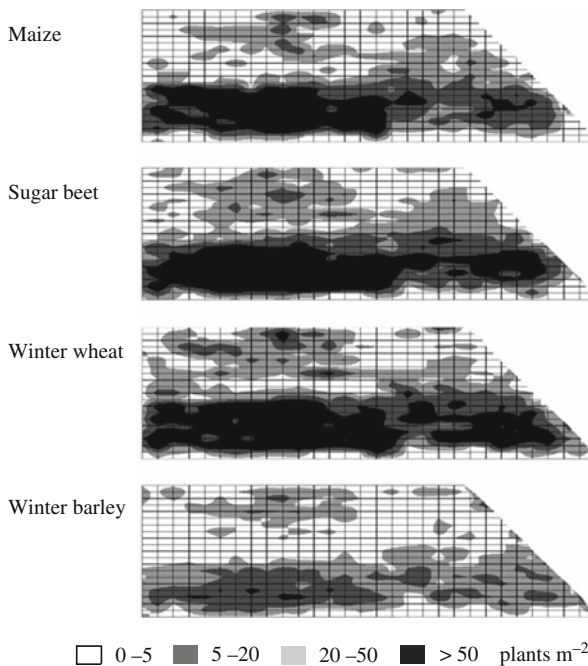 Maize
Sugar beet
Winter wheat
Winter barley
0 –5 5 –20 20 –50 > 50 plants m⁻²